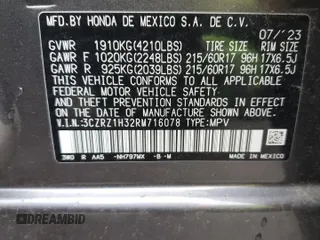 MFD.BY HONDA DE MEXICO S.A. DE C.V.
07/'23
GVWR 1910KG(4210LBS) TIRE SIZE RIM SIZE
GAWR F 1020KG(2248LBS) 215/60R17 96H 17X6.5J
GAWR R 925KG(2039LBS) 215/60R17 96H 17X6.5J
THIS VEHICLE CONFORMS TO ALL APPLICABLE
FEDERAL MOTOR VEHICLE SAFETY AND THEFT
PREVENTION STANDARDS IN EFFECT ON THE DATE
OF MANUFACTURE SHOWN ABOVE.
V.I.N.:3CZRZ1H32RM716078 TYPE:MPV
3W0 R AA5 -NH797MX -B -M
DREAMBID